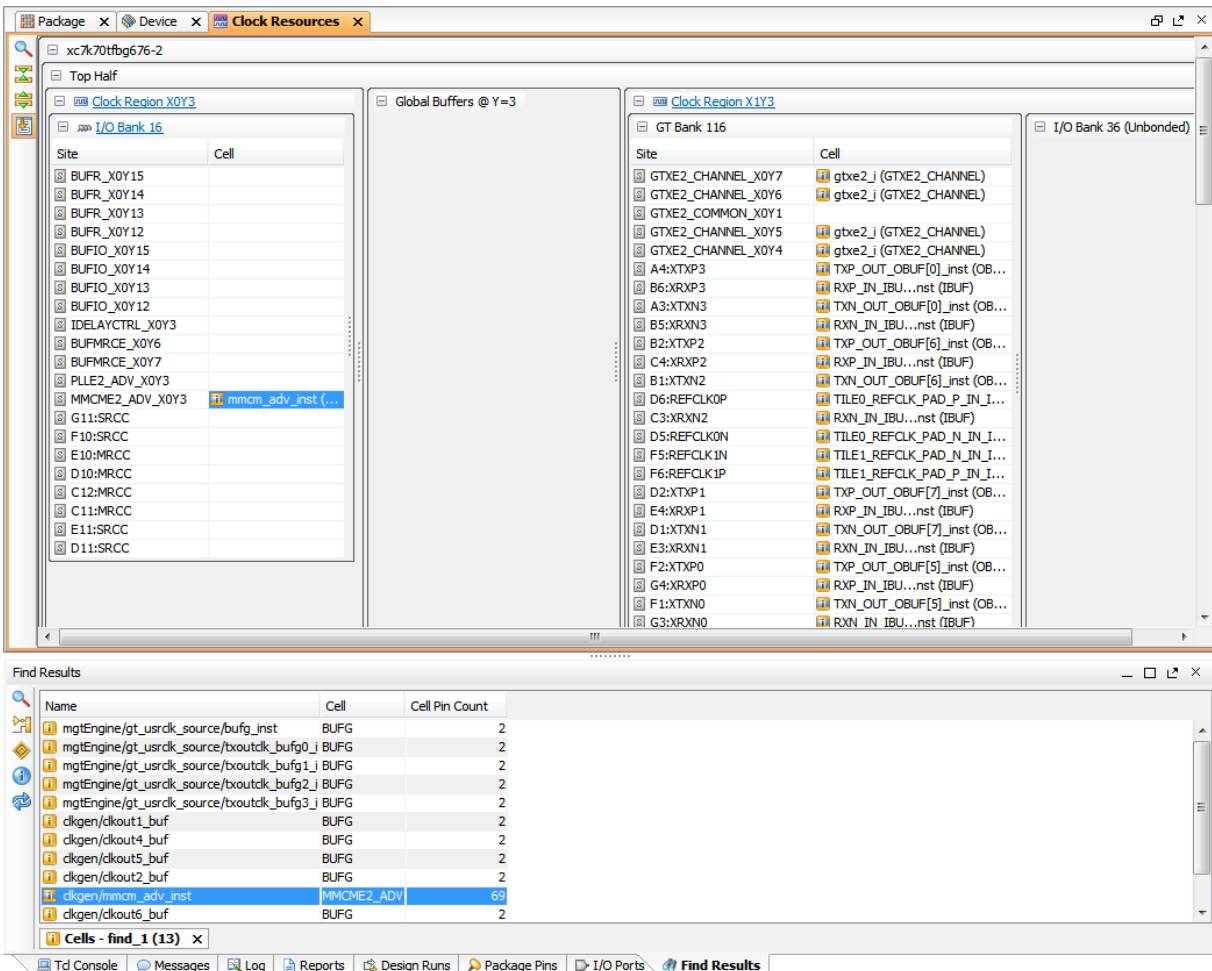 Package Device Clock Resources
xc7k70tfbg676-2
Top Half
Clock Region X0Y3
I/O Bank 16
Site Cell
BUFR_X0Y15
BUFR_X0Y14
BUFR_X0Y13
BUFR_X0Y12
BUFIO_X0Y15
BUFIO_X0Y14
BUFIO_X0Y13
BUFIO_X0Y12
IDELAYCTRL_X0Y3
BUFMRCE_X0Y6
BUFMRCE_X0Y7
PLLE2_ADV_X0Y3
MMCME2_ADV_X0Y3 mmcm_adv_inst (...
G11:SRCC
F10:SRCC
E10:MRCC
D10:MRCC
C12:MRCC
C11:MRCC
E11:SRCC
D11:SRCC
Global Buffers @ Y=3
Clock Region X1Y3
GT Bank 116
Site Cell
GTXE2_CHANNEL_X0Y7 gtxe2_i (GTXE2_CHANNEL)
GTXE2_CHANNEL_X0Y6 gtxe2_i (GTXE2_CHANNEL)
GTXE2_COMMON_X0Y1
GTXE2_CHANNEL_X0Y5 gtxe2_i (GTXE2_CHANNEL)
GTXE2_CHANNEL_X0Y4 gtxe2_i (GTXE2_CHANNEL)
A4:XTXP3 TXP_OUT_OBUF[0]_inst (OB...
B6:XRXP3 RXP_IN_IBU...nst (IBUF)
A3:XTXN3 TXN_OUT_OBUF[0]_inst (OB...
B5:XRXN3 RXN_IN_IBU...nst (IBUF)
B2:XTXP2 TXP_OUT_OBUF[6]_inst (OB...
C4:XRXP2 RXP_IN_IBU...nst (IBUF)
B1:XTXN2 TXN_OUT_OBUF[6]_inst (OB...
D6:REFCLK0P TILE0_REFCLK_PAD_P_IN_I...
C3:XRXN2 RXN_IN_IBU...nst (IBUF)
D5:REFCLK0N TILE0_REFCLK_PAD_N_IN_I...
F5:REFCLK1N TILE1_REFCLK_PAD_N_IN_I...
F6:REFCLK1P TILE1_REFCLK_PAD_P_IN_I...
D2:XTXP1 TXP_OUT_OBUF[7]_inst (OB...
E4:XRXP1 RXP_IN_IBU...nst (IBUF)
D1:XTXN1 TXN_OUT_OBUF[7]_inst (OB...
E3:XRXN1 RXN_IN_IBU...nst (IBUF)
F2:XTXP0 TXP_OUT_OBUF[5]_inst (OB...
G4:XRXP0 RXP_IN_IBU...nst (IBUF)
F1:XTXN0 TXN_OUT_OBUF[5]_inst (OB...
G3:XRXN0 RXN_IN_IBU...nst (IBUF)
I/O Bank 36 (Unbonded)
Find Results
Name Cell Cell Pin Count
mgtEngine/gt_usrclk_source/bufg_inst BUFG 2
mgtEngine/gt_usrclk_source/txoutclk_bufg0_i BUFG 2
mgtEngine/gt_usrclk_source/txoutclk_bufg1_i BUFG 2
mgtEngine/gt_usrclk_source/txoutclk_bufg2_i BUFG 2
mgtEngine/gt_usrclk_source/txoutclk_bufg3_i BUFG 2
clkgen/clkout1_buf BUFG 2
clkgen/clkout4_buf BUFG 2
clkgen/clkout5_buf BUFG 2
clkgen/clkout2_buf BUFG 2
clkgen/mmcm_adv_inst MMCME2_ADV 69
clkgen/clkout6_buf BUFG 2
Cells - find_1 (13)
Tcl Console Messages Log Reports Design Runs Package Pins I/O Ports Find Results